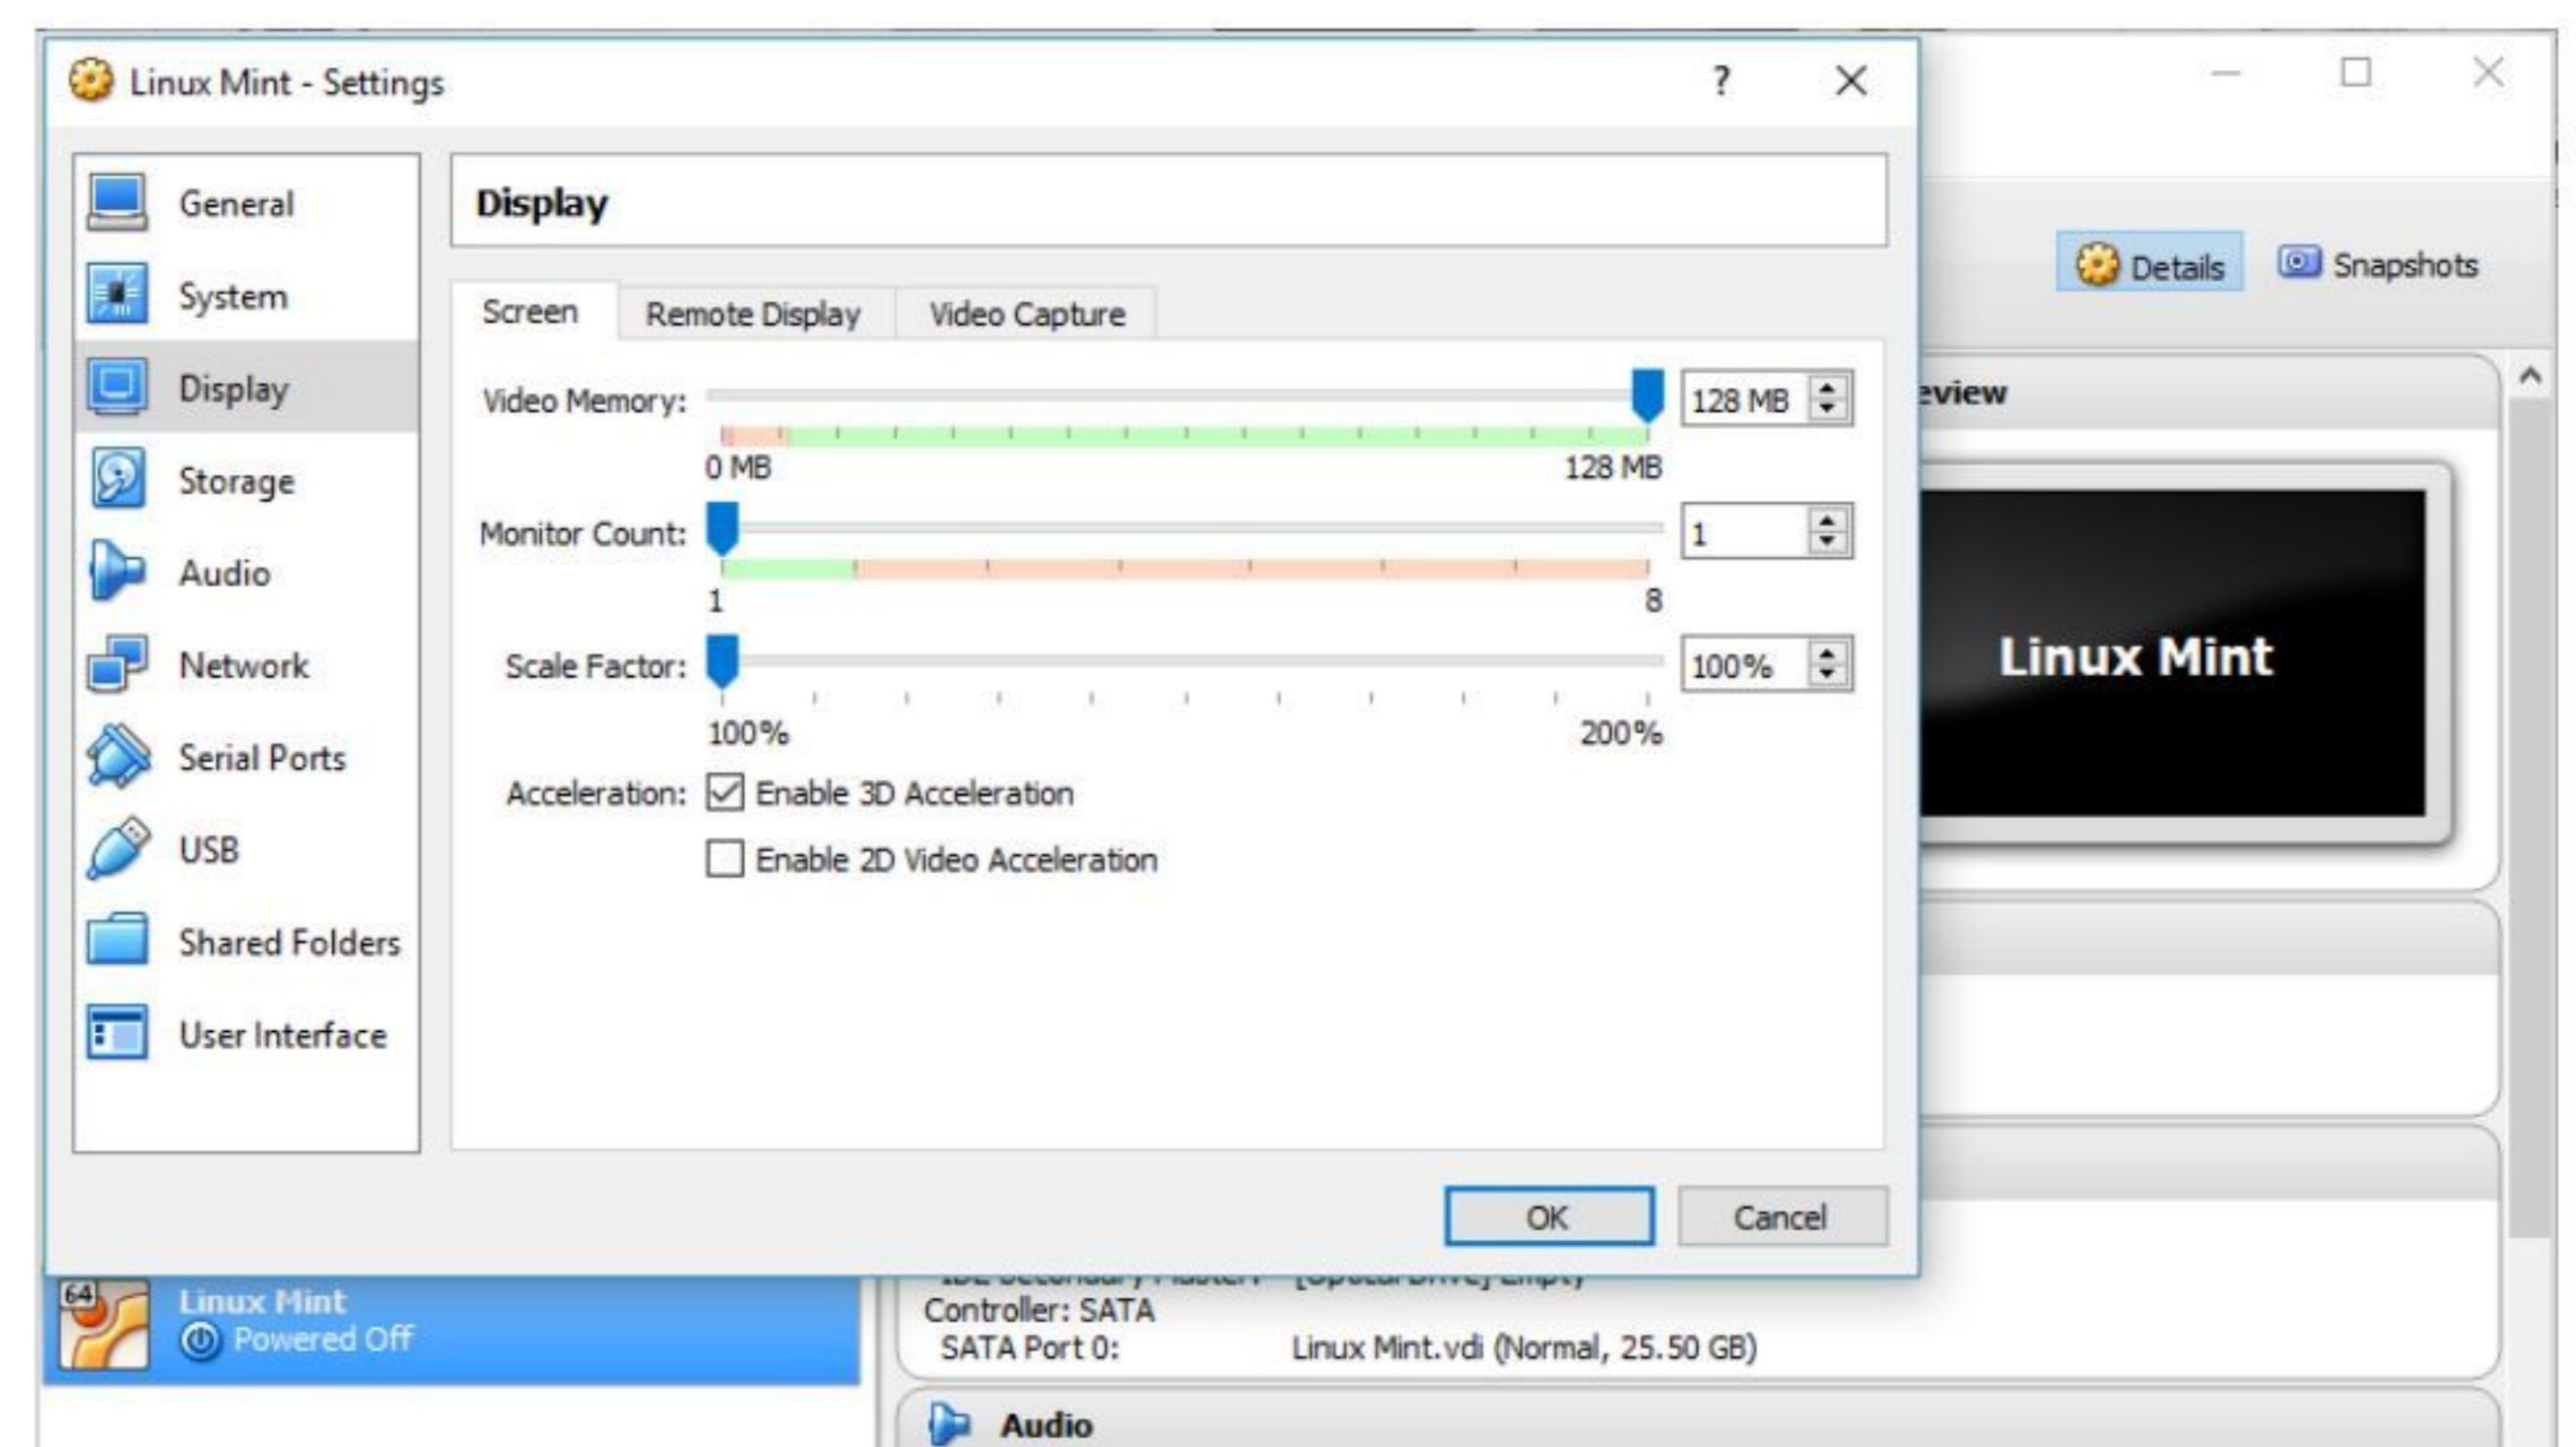 Linux Mint - Settings
?
General
System
Display
Storage
Audio
Network
Serial Ports
USB
Shared Folders
User Interface
Display
Screen Remote Display Video Capture
Video Memory: 128 MB
0 MB 128 MB
Monitor Count: 1
1 8
Scale Factor: 100%
100% 200%
Acceleration: Enable 3D Acceleration
Enable 2D Video Acceleration
OK Cancel
Details Snapshots
eview
Linux Mint
64
Linux Mint
Powered Off
[Optical Drive] Empty
Controller: SATA
SATA Port 0: Linux Mint.vdi (Normal, 25.50 GB)
Audio